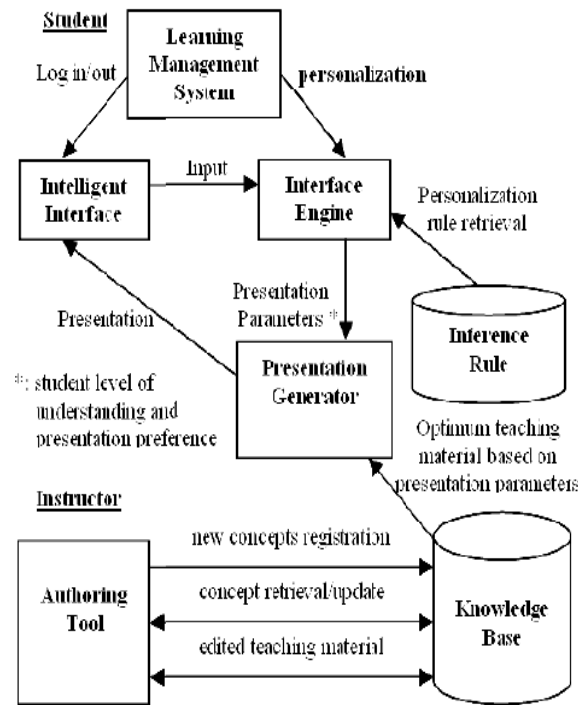 Student
Learning
Management
System
Log in/out
personalization
Intelligent
Interface
Input
Interface
Engine
Personalization
rule retrieval
Presentation
Presentation
Parameters *
Inference
Rule
*: student level of
understanding and
presentation preference
Presentation
Generator
Optimum teaching
material based on
presentation parameters
Instructor
Authoring
Tool
new concepts registration
concept retrieval/update
edited teaching material
Knowledge
Base